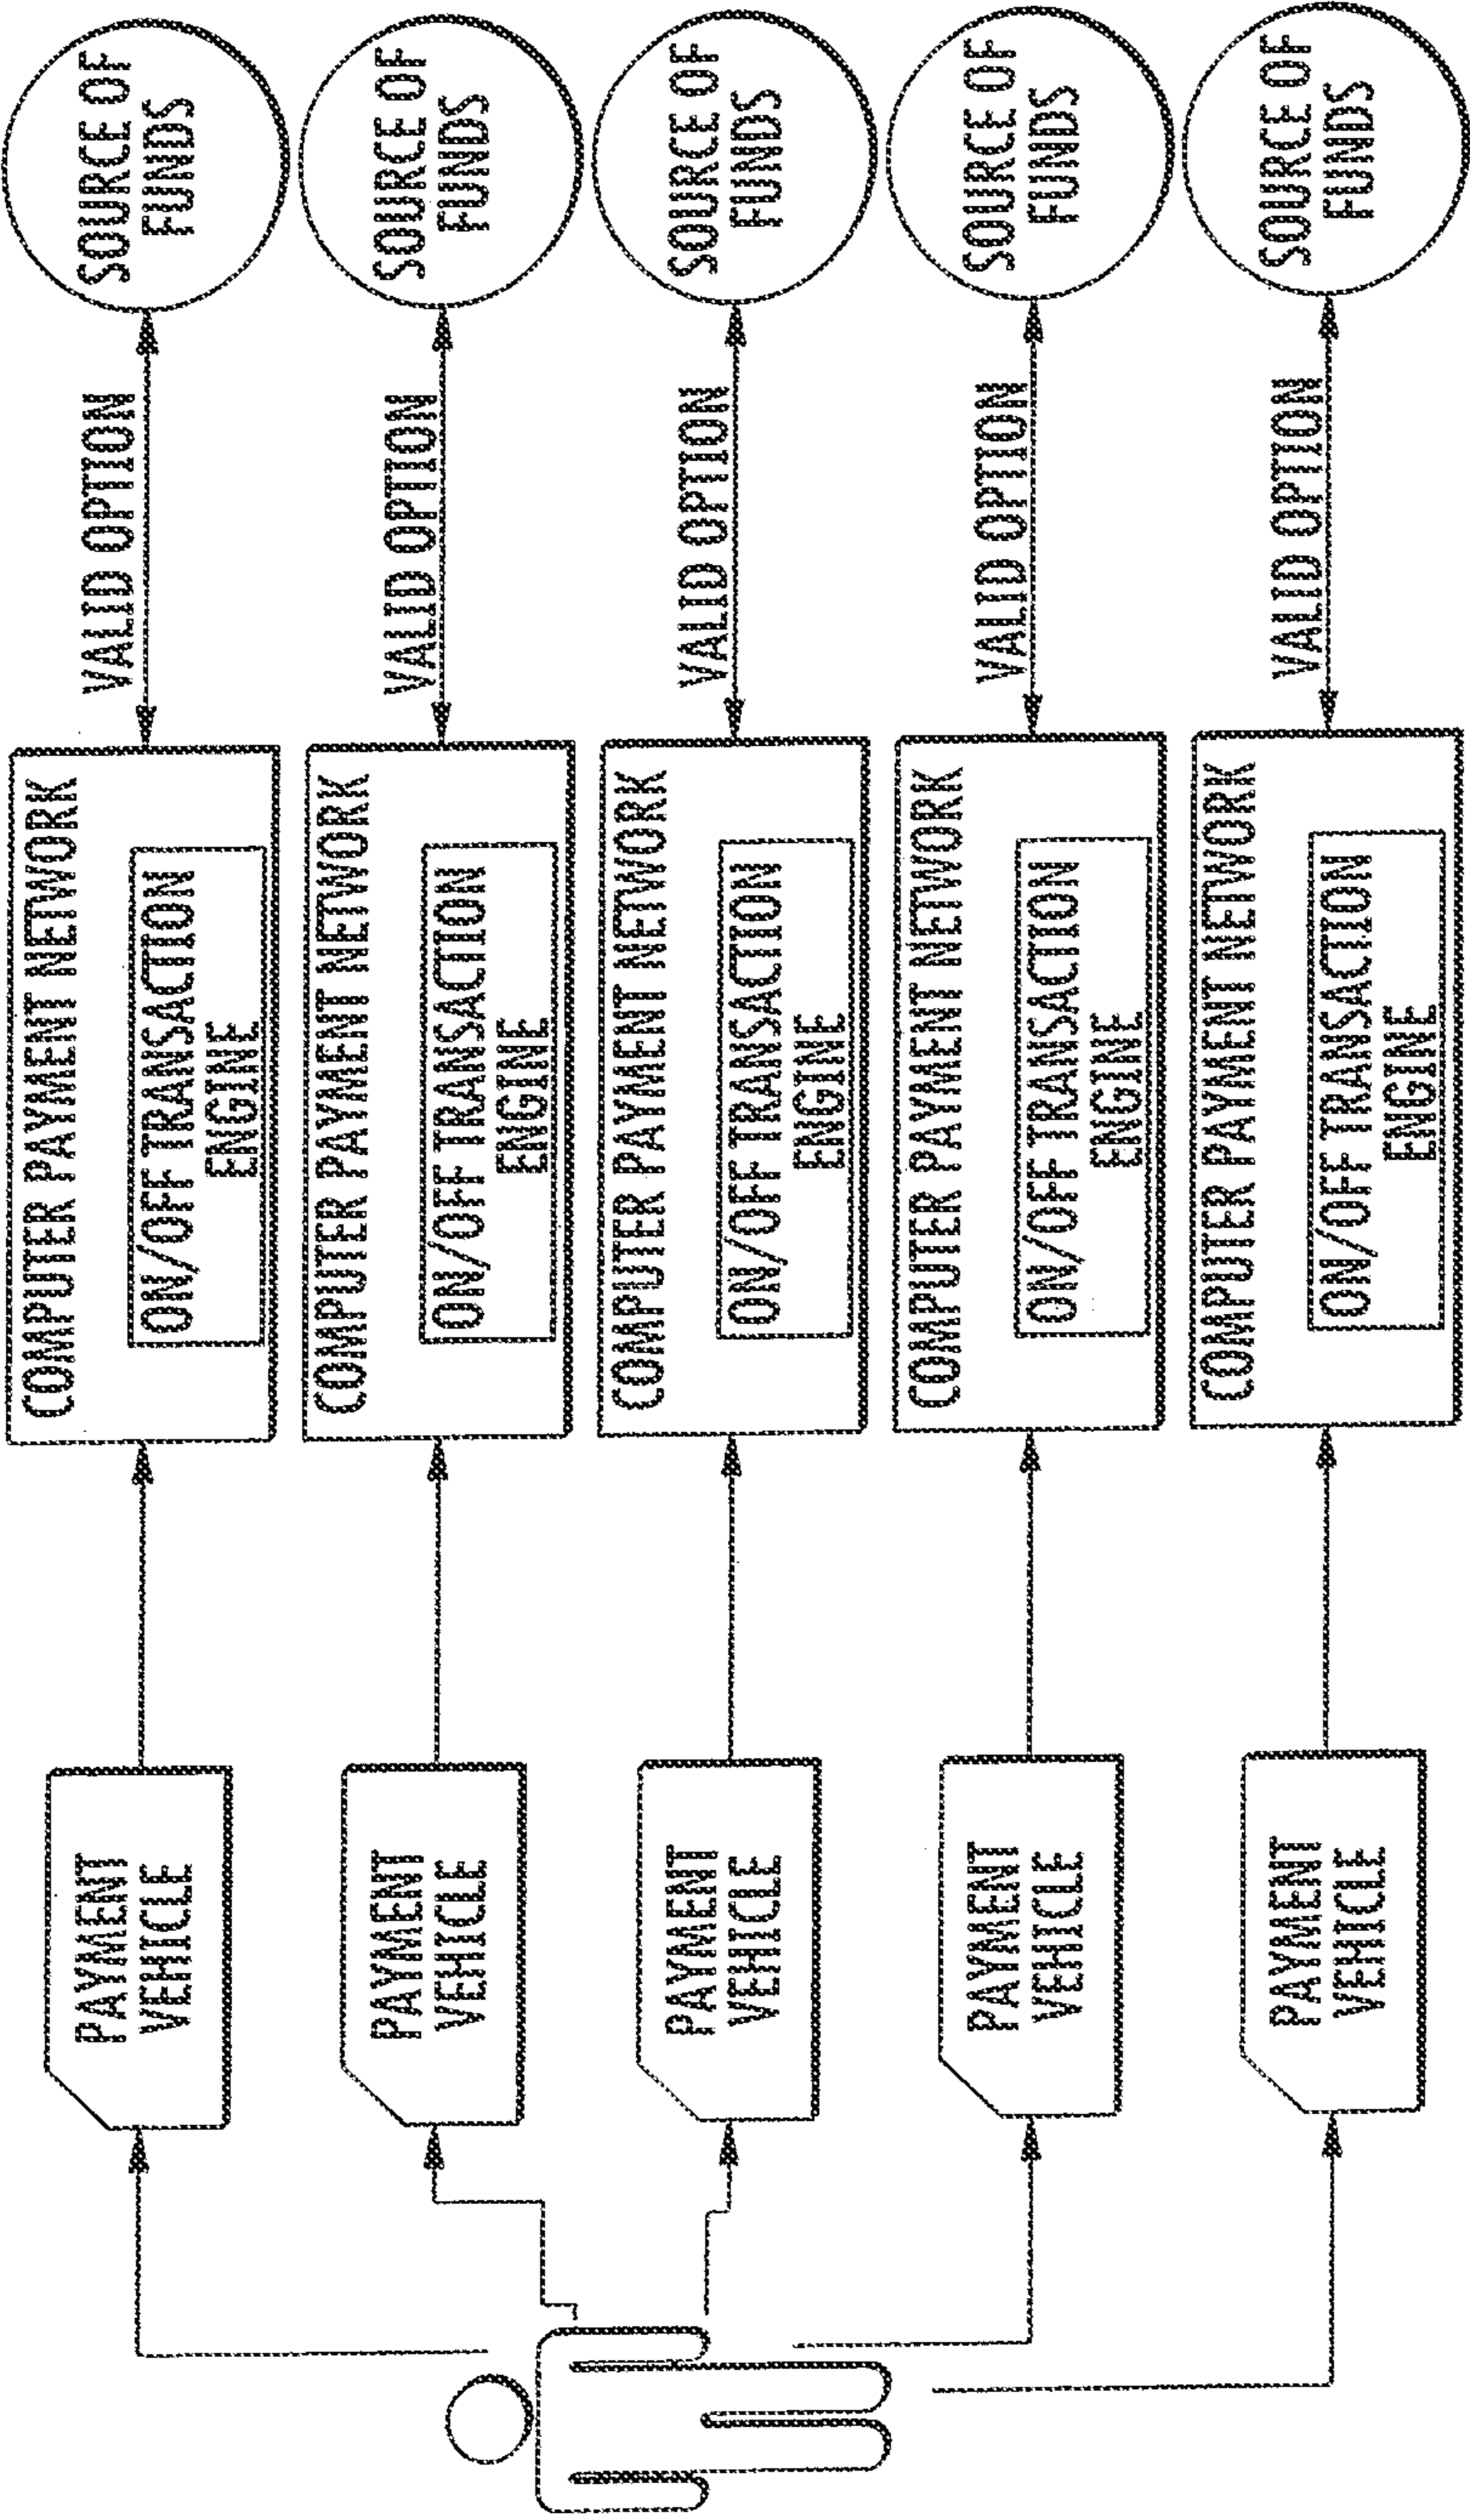 PAYMENT
VEHICLE
COMPUTER PAYMENT NETWORK
ON/OFF TRANSACTION
ENGINE
VALID OPTION
SOURCE OF
FUNDS
PAYMENT
VEHICLE
COMPUTER PAYMENT NETWORK
ON/OFF TRANSACTION
ENGINE
VALID OPTION
SOURCE OF
FUNDS
PAYMENT
VEHICLE
COMPUTER PAYMENT NETWORK
ON/OFF TRANSACTION
ENGINE
VALID OPTION
SOURCE OF
FUNDS
PAYMENT
VEHICLE
COMPUTER PAYMENT NETWORK
ON/OFF TRANSACTION
ENGINE
VALID OPTION
SOURCE OF
FUNDS
PAYMENT
VEHICLE
COMPUTER PAYMENT NETWORK
ON/OFF TRANSACTION
ENGINE
VALID OPTION
SOURCE OF
FUNDS